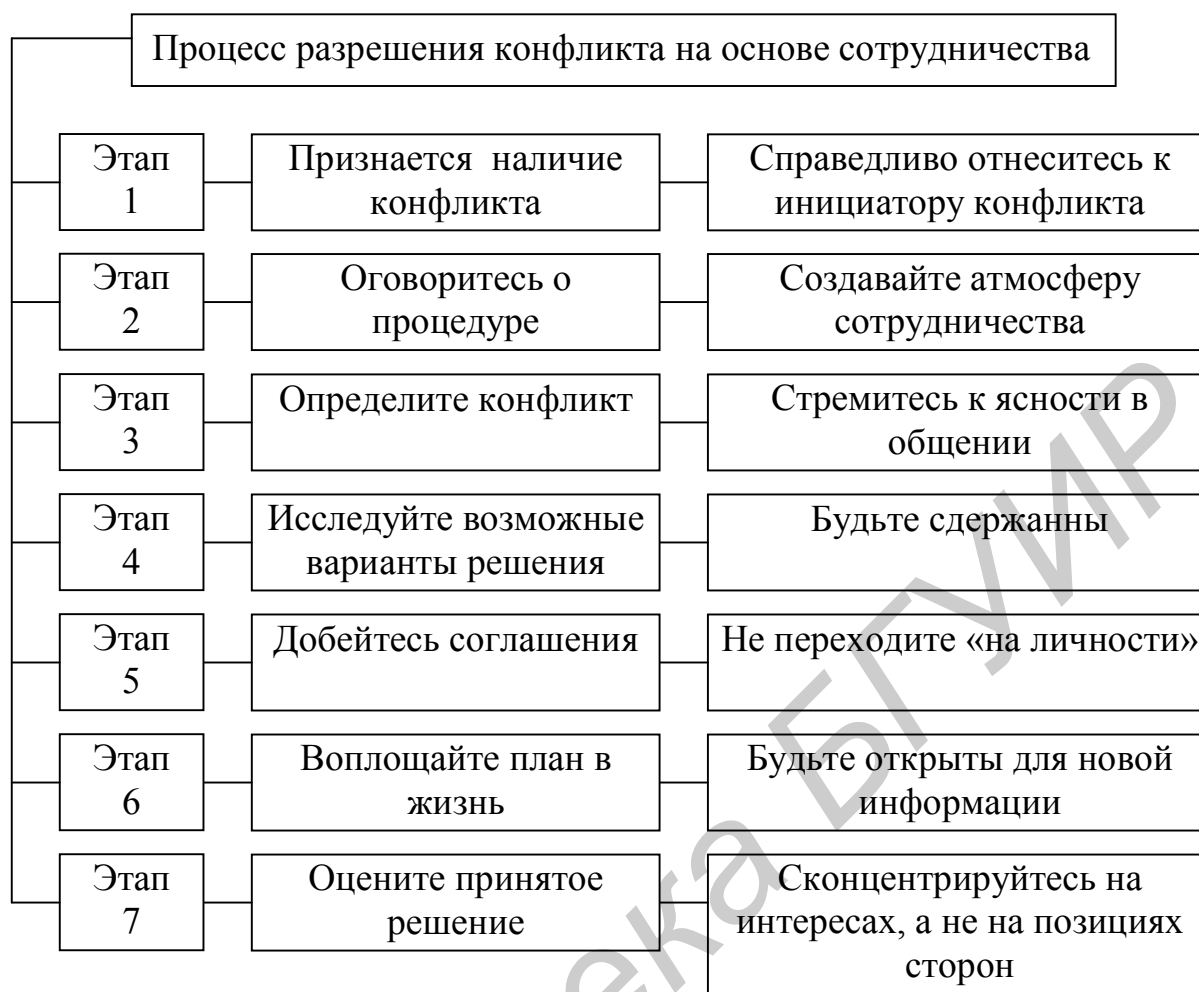 Процесс разрешения конфликта на основе сотрудничества
Этап
1
Признается наличие
конфликта
Справедливо отнеситесь к
инициатору конфликта
Этап
2
Оговоритесь о
процедуре
Создавайте атмосферу
сотрудничества
Этап
3
Определите конфликт
Стремитесь к ясности в
общении
Этап
4
Исследуйте возможные
варианты решения
Будьте сдержанны
Этап
5
Добейтесь соглашения
Не переходите «на личности»
Этап
6
Воплощайте план в
жизнь
Будьте открыты для новой
информации
Этап
7
Оцените принятое
решение
Сконцентрируйтесь на
интересах, а не на позициях
сторон
ека БГУИР